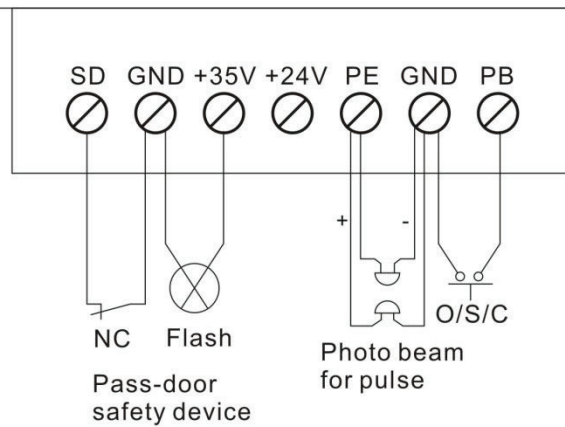 SD GND +35V +24V PE GND PB
+ -
O/S/C
NC Flash
Photo beam
for pulse
Pass-door
safety device